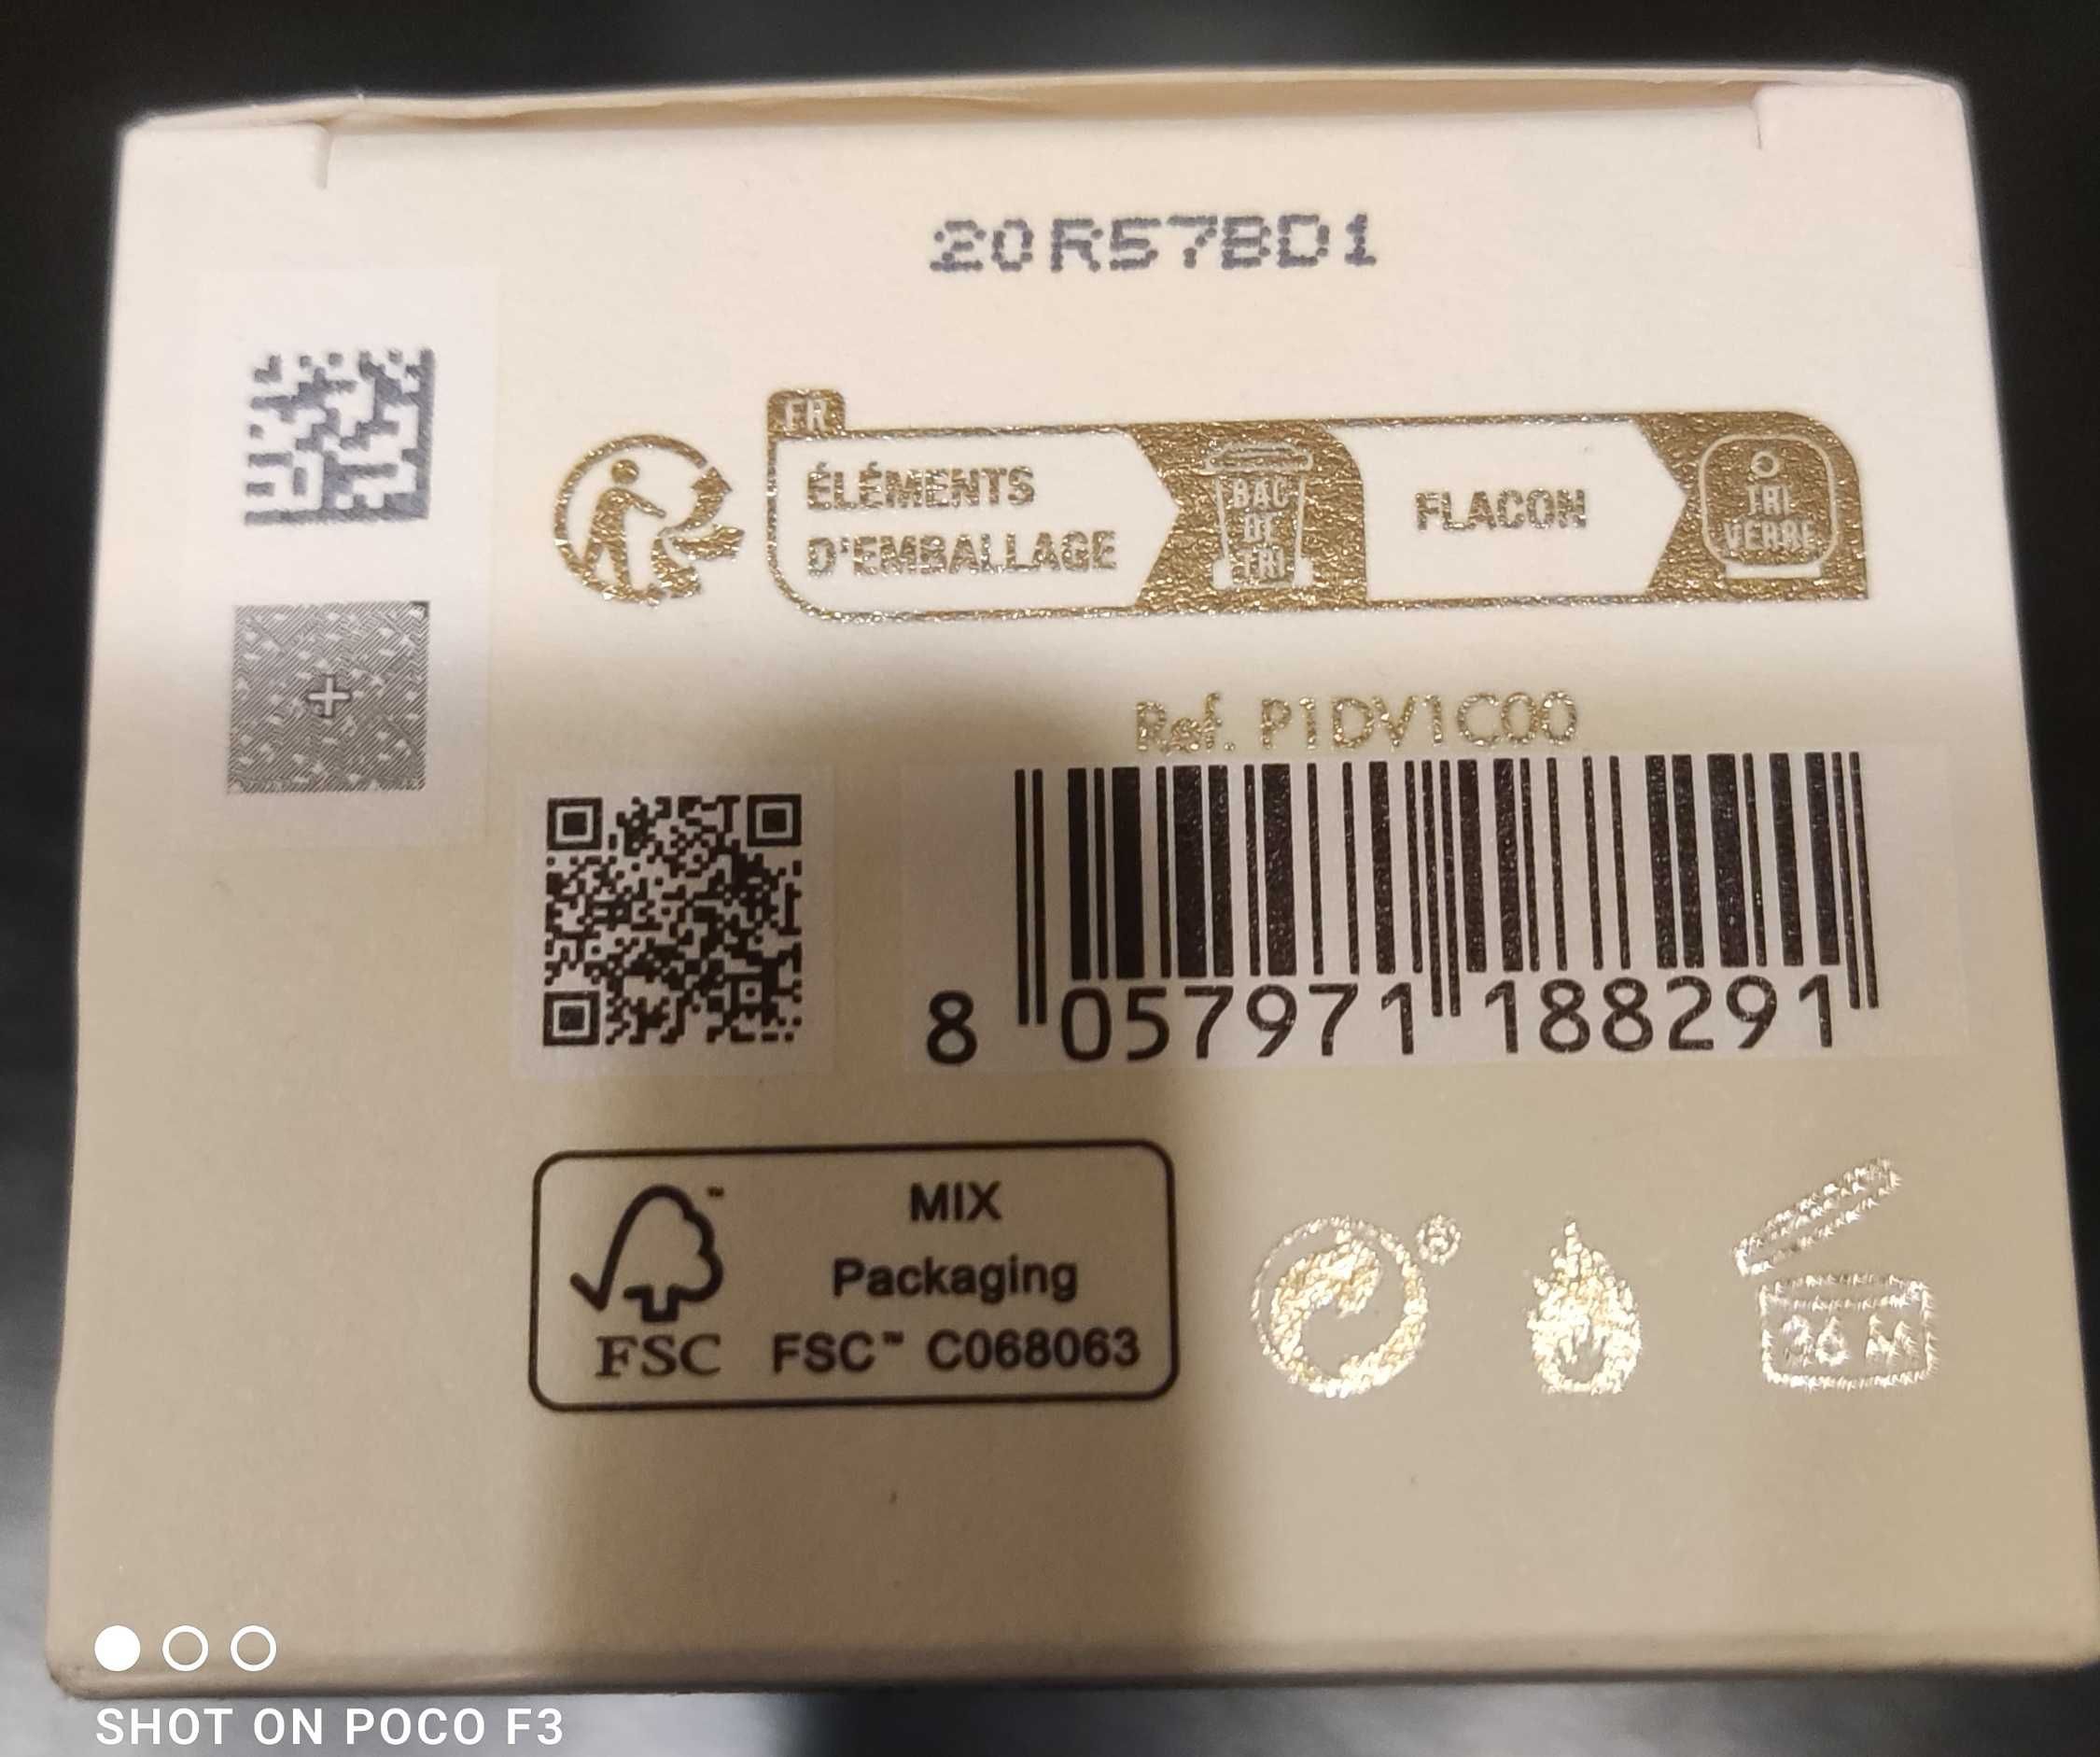 20R57BD1
FR
ÉLÉMENTS
D'EMBALLAGE
BAC
DE
TRI
FLACON
TRI
VERRE
Ref. P1DV1C00
8 057971 188291
MIX
Packaging
FSC™ C068063
FSC
36 M
SHOT ON POCO F3